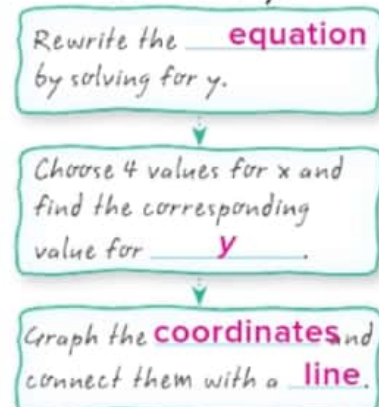 Rewrite the equation
by solving for y.
Choose 4 values for x and
find the corresponding
value for y.
Graph the coordinates and
connect them with a line.